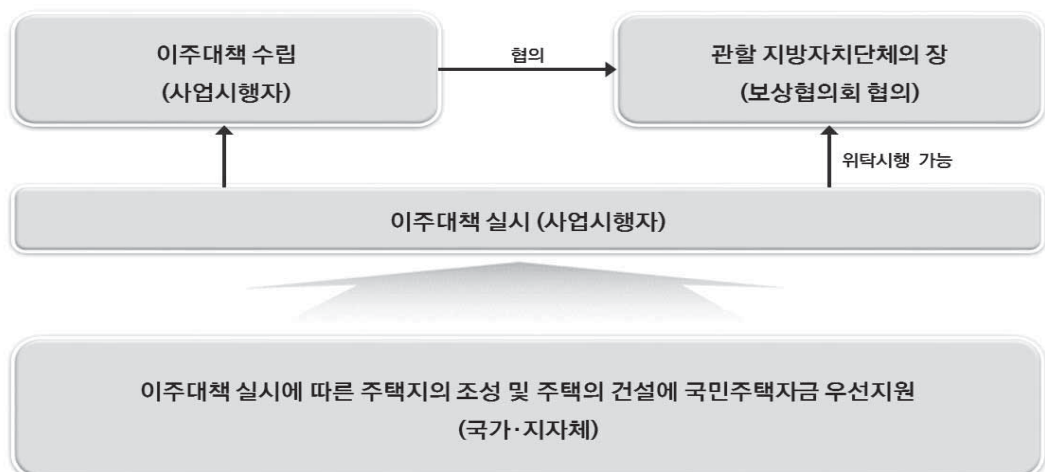 이주대책 수립
(사업시행자)
협의
관할 지방자치단체의 장
(보상협의회 협의)
위탁시행 가능
이주대책 실시 (사업시행자)
이주대책 실시에 따른 주택지의 조성 및 주택의 건설에 국민주택자금 우선지원
(국가·지자체)